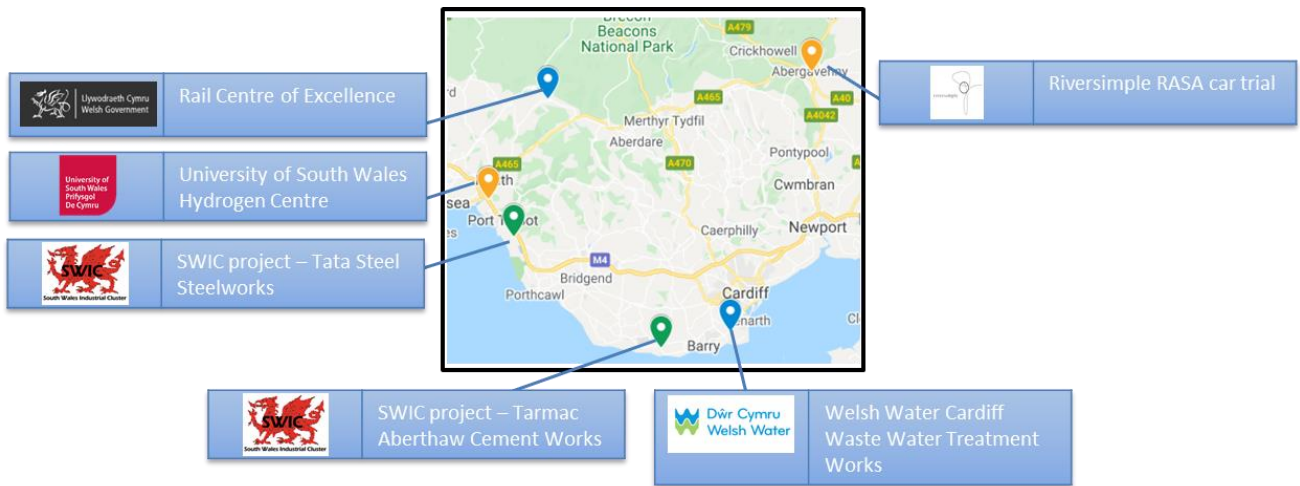 Brecon
Beacons
National Park
A479
Crickhowell
Abergavenny
A465
A40
A4042
Merthyr Tydfil
Aberdare
A465
A470
Pontypool
Cwmbran
sea
Port T
bot
Caerphilly
Newport
M4
Bridgend
Porthcawl
Cardiff
enarth
Barry
Llywodraeth Cymru
Welsh Government
Rail Centre of Excellence
University of
South Wales
Prifysgol
De Cymru
University of South Wales
Hydrogen Centre
SWIC
South Wales Industrial Cluster
SWIC project – Tata Steel
Steelworks
Riversimple RASA car trial
SWIC
South Wales Industrial Cluster
SWIC project – Tarmac
Aberthaw Cement Works
Dŵr Cymru
Welsh Water
Welsh Water Cardiff
Waste Water Treatment
Works